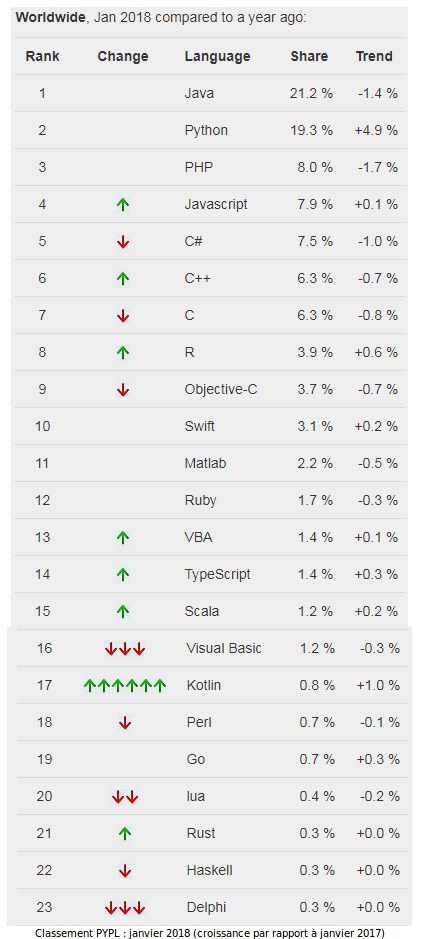 Worldwide, Jan 2018 compared to a year ago:
Rank Change Language Share Trend
1 Java 21.2 % -1.4 %
2 Python 19.3 % +4.9 %
3 PHP 8.0 % -1.7 %
4 ↑ Javascript 7.9 % +0.1 %
5 ↓ C# 7.5 % -1.0 %
6 ↑ C++ 6.3 % -0.7 %
7 ↓ C 6.3 % -0.8 %
8 ↑ R 3.9 % +0.6 %
9 ↓ Objective-C 3.7 % -0.7 %
10 Swift 3.1 % +0.2 %
11 Matlab 2.2 % -0.5 %
12 Ruby 1.7 % -0.3 %
13 ↑ VBA 1.4 % +0.1 %
14 ↑ TypeScript 1.4 % +0.3 %
15 ↑ Scala 1.2 % +0.2 %
16 ↓↓↓ Visual Basic 1.2 % -0.3 %
17 ↑↑↑↑↑↑ Kotlin 0.8 % +1.0 %
18 ↓ Perl 0.7 % -0.1 %
19 Go 0.7 % +0.3 %
20 ↓↓ lua 0.4 % -0.2 %
21 ↑ Rust 0.3 % +0.0 %
22 ↓ Haskell 0.3 % +0.0 %
23 ↓↓↓ Delphi 0.3 % +0.0 %
Classement PYPL : janvier 2018 (croissance par rapport à janvier 2017)